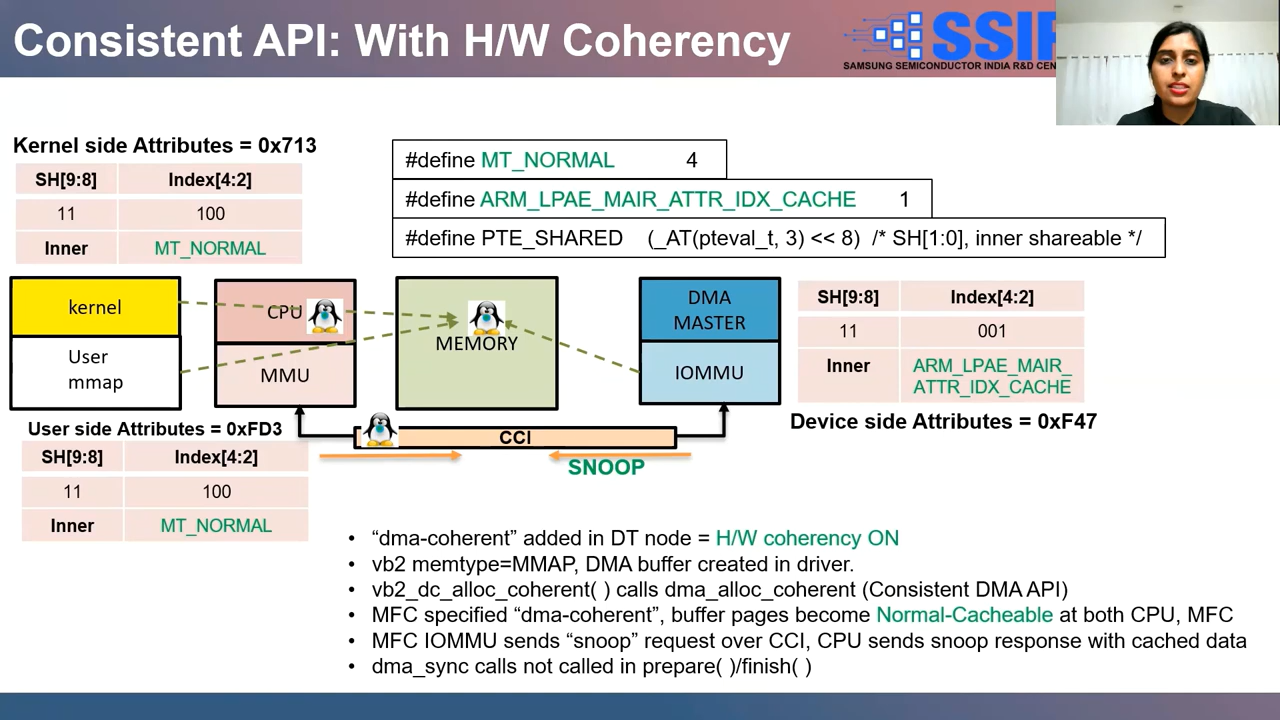 Consistent API: With H/W Coherency
SSIR
SAMSUNG SEMICONDUCTOR INDIA R&D CEN
Kernel side Attributes = 0x713
SH[9:8] Index[4:2]
11 100
Inner MT_NORMAL
#define MT_NORMAL 4
#define ARM_LPAE_MAIR_ATTR_IDX_CACHE 1
#define PTE_SHARED (_AT(pteval_t, 3) << 8) /* SH[1:0], inner shareable */
kernel
User
mmap
CPU
MMU
MEMORY
DMA
MASTER
IOMMU
SH[9:8] Index[4:2]
11 001
Inner ARM_LPAE_MAIR_
ATTR_IDX_CACHE
Device side Attributes = 0xF47
CCI
SNOOP
User side Attributes = 0xFD3
SH[9:8] Index[4:2]
11 100
Inner MT_NORMAL
• “dma-coherent” added in DT node = H/W coherency ON
• vb2 memtype=MMAP, DMA buffer created in driver.
• vb2_dc_alloc_coherent( ) calls dma_alloc_coherent (Consistent DMA API)
• MFC specified “dma-coherent”, buffer pages become Normal-Cacheable at both CPU, MFC
• MFC IOMMU sends “snoop” request over CCI, CPU sends snoop response with cached data
• dma_sync calls not called in prepare( )/finish( )